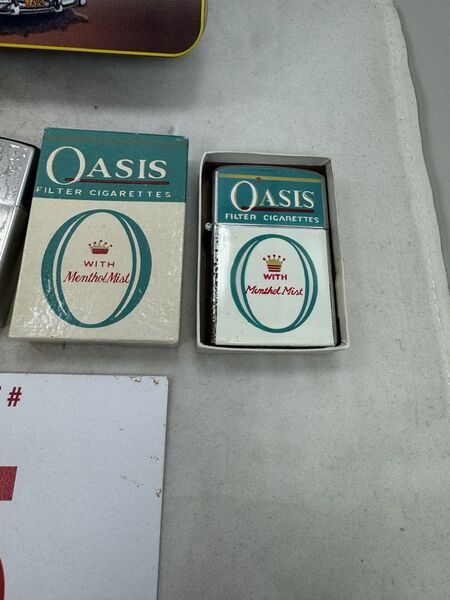 OASIS
FILTER CIGARETTES
WITH
Menthol Mist
OASIS
FILTER CIGARETTES
WITH
Menthol Mist
#